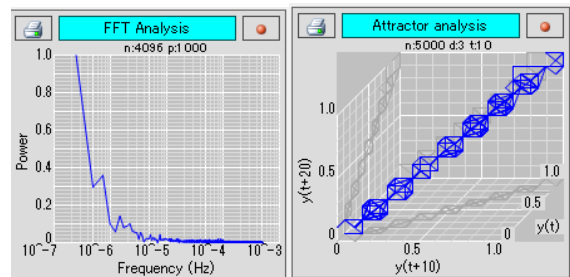 FFT Analysis
n:4096 p:1000
1.0
0.8
0.6
0.4
0.2
0
Power
10^-7
10^-6
10^-5
10^-4
10^-3
Frequency (Hz)
Attractor analysis
n:5000 d:3 t:10
1.0
0.5
0
y(t+20)
0
0.5
1.0
y(t+10)
0
0.5
1.0
y(t)